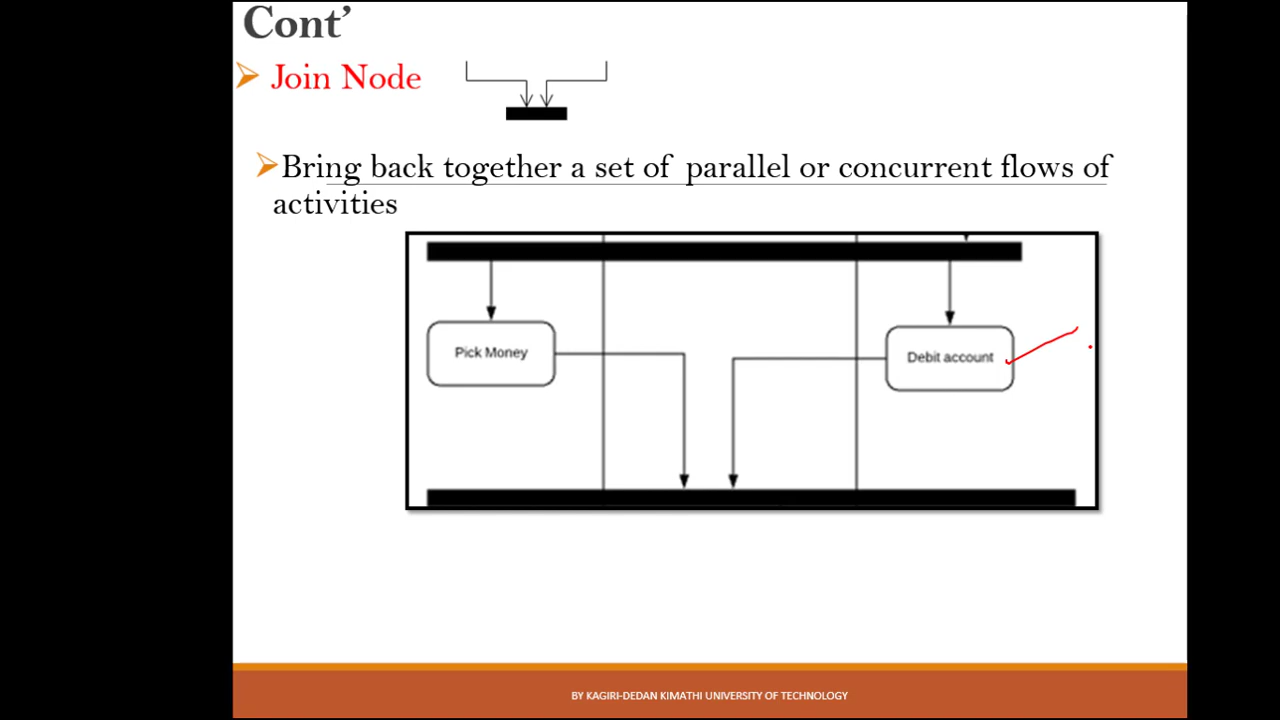 Cont’
Join Node
Bring back together a set of parallel or concurrent flows of
activities
Pick Money
Debit account
BY KAGIRI-DEDAN KIMATHI UNIVERSITY OF TECHNOLOGY